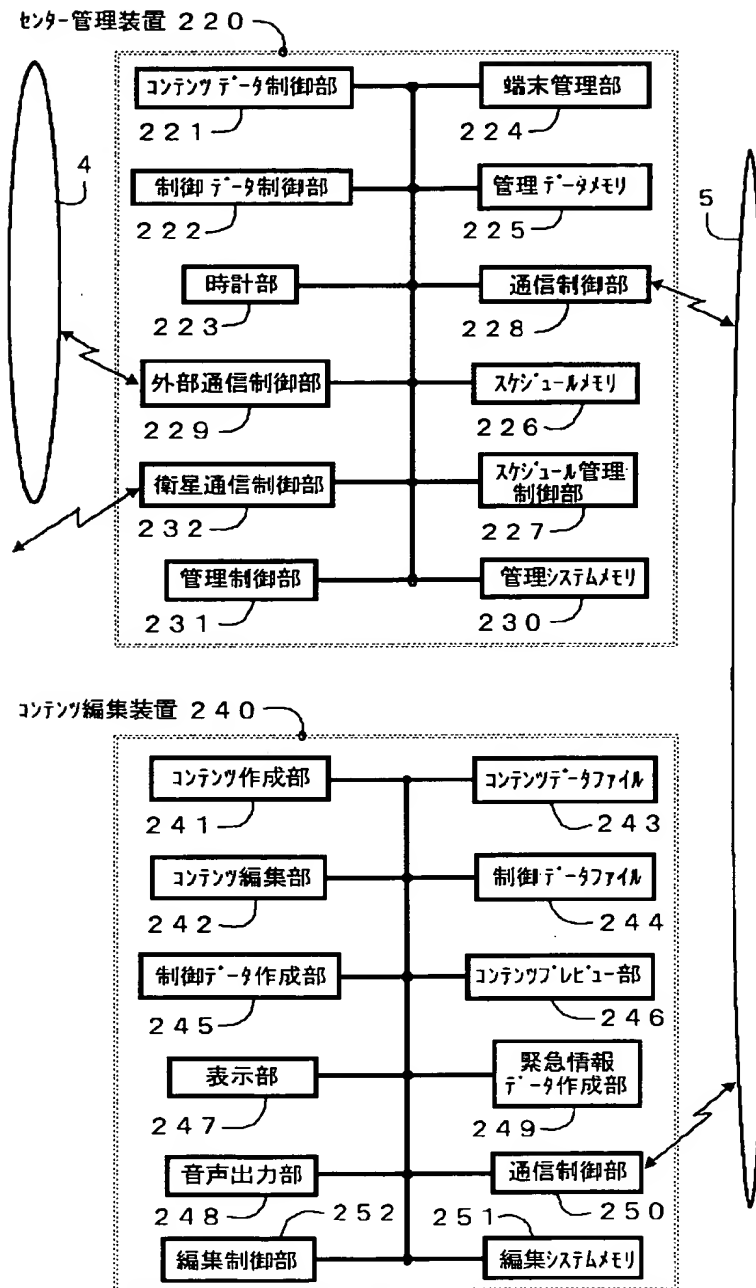 センター管理装置 220
コンテンツデータ制御部
221
端末管理部
224
4
制御データ制御部
222
管理データメモリ
225
5
時計部
223
通信制御部
228
外部通信制御部
229
スケジュールメモリ
226
衛星通信制御部
232
スケジュール管理
制御部
227
管理制御部
231
管理システムメモリ
230
コンテンツ編集装置 240
コンテンツ作成部
241
コンテンツデータファイル
243
コンテンツ編集部
242
制御データファイル
244
制御データ作成部
245
コンテンツプレビュー部
246
表示部
247
緊急情報
データ作成部
249
音声出力部
248
通信制御部
250
252
編集制御部
251
編集システムメモリ